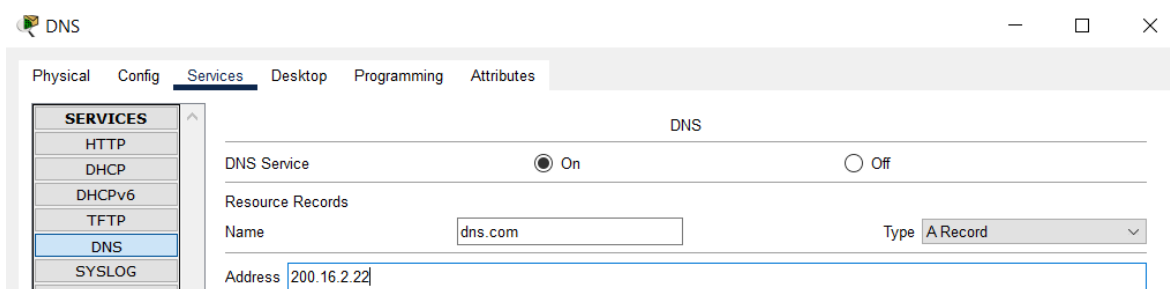 DNS
Physical Config Services Desktop Programming Attributes
SERVICES
HTTP
DHCP
DHCPv6
TFTP
DNS
SYSLOG
DNS
DNS Service On Off
Resource Records
Name dns.com Type A Record
Address 200.16.2.22